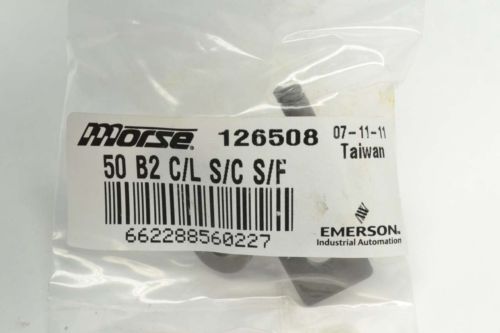 morse. 126508 07-11-11
Taiwan
50 B2 C/L S/C S/F
662288560227
EMERSON.
Industrial Automation